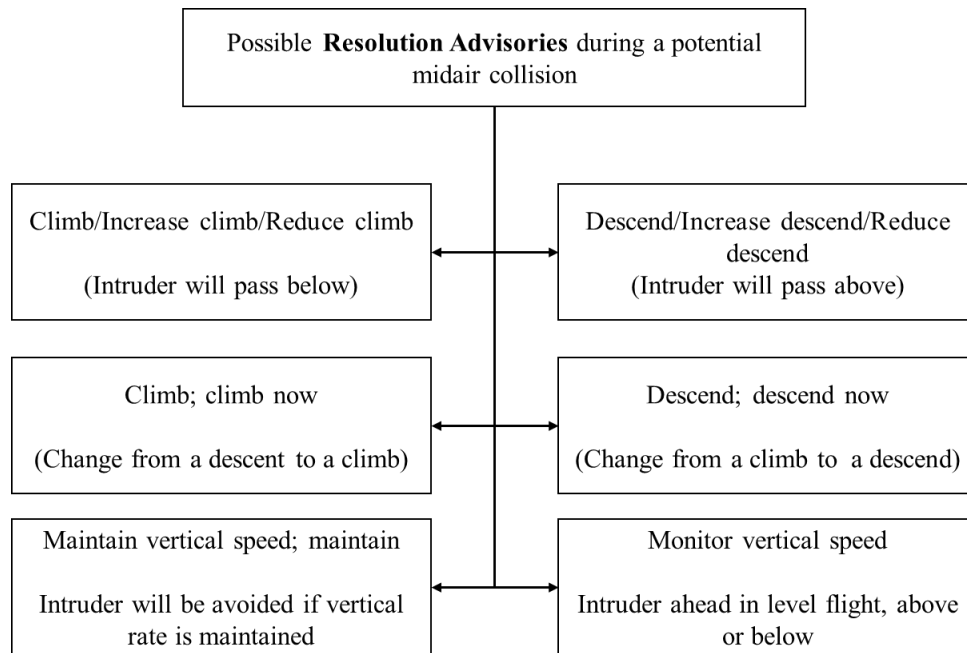 Possible Resolution Advisories during a potential
midair collision
Climb/Increase climb/Reduce climb
(Intruder will pass below)
Descend/Increase descend/Reduce
descend
(Intruder will pass above)
Climb; climb now
(Change from a descent to a climb)
Descend; descend now
(Change from a climb to a descend)
Maintain vertical speed; maintain
Intruder will be avoided if vertical
rate is maintained
Monitor vertical speed
Intruder ahead in level flight, above
or below